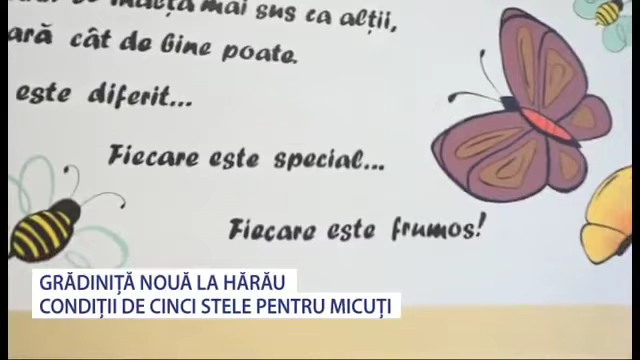 mai sus ca alții,
cât de bine poate.
este diferit...
Fiecare este special...
Fiecare este frumos!
GRĂDINIȚĂ NOUĂ LA HĂRĂU
CONDIȚII DE CINCI STELE PENTRU MICUȚI